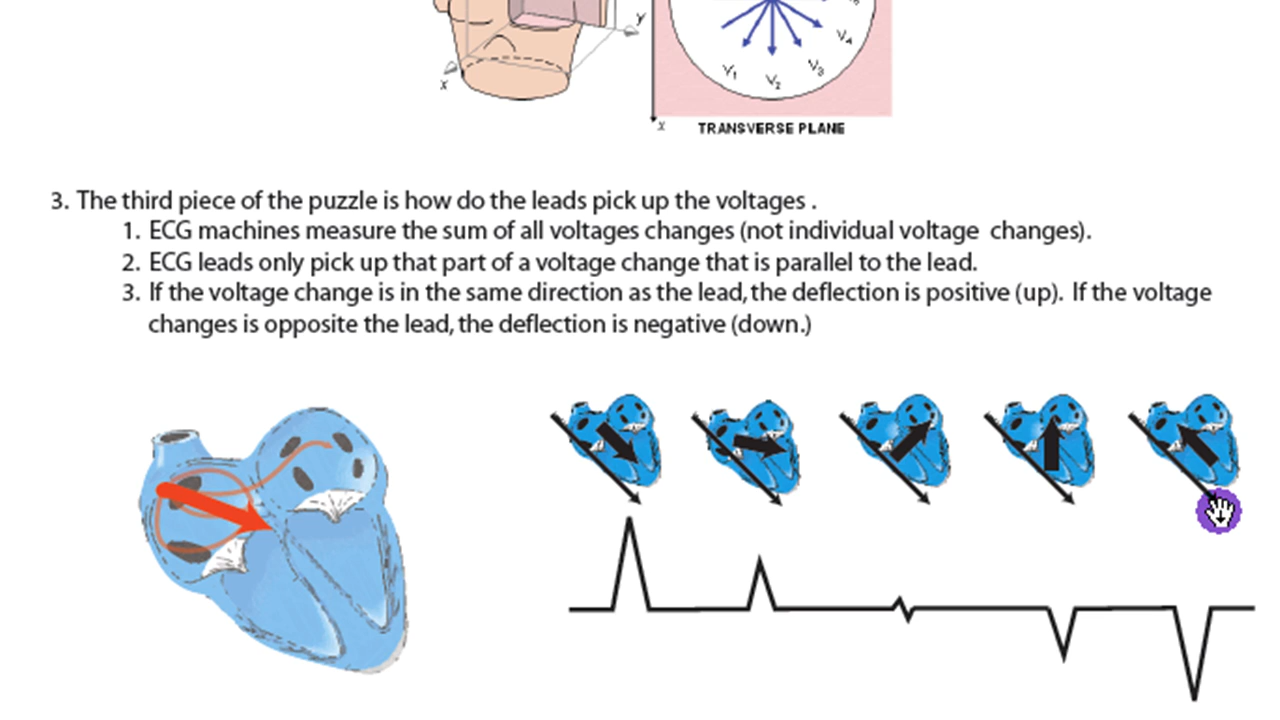 y
x
V1
V2
V3
V4
x
TRANSVERSE PLANE
3. The third piece of the puzzle is how do the leads pick up the voltages .
1. ECG machines measure the sum of all voltages changes (not individual voltage changes).
2. ECG leads only pick up that part of a voltage change that is parallel to the lead.
3. If the voltage change is in the same direction as the lead, the deflection is positive (up). If the voltage
changes is opposite the lead, the deflection is negative (down.)